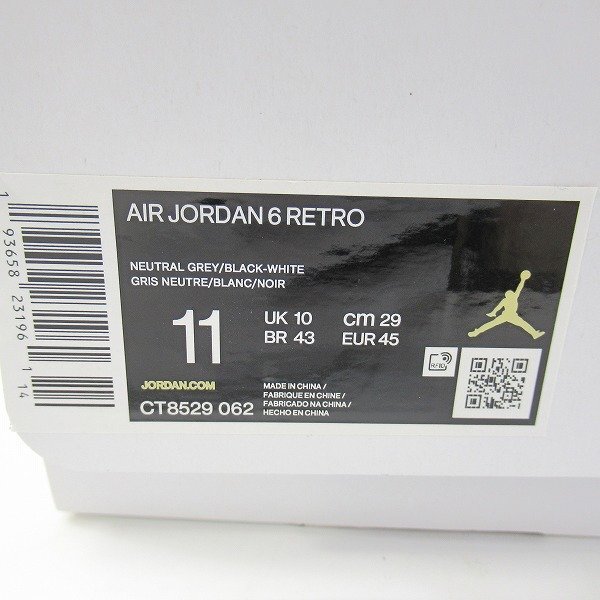 AIR JORDAN 6 RETRO
NEUTRAL GREY/BLACK-WHITE
GRIS NEUTRE/BLANC/NOIR
11
UK 10 cm 29
BR 43 EUR 45
RFID
JORDAN.COM
CT8529 062
MADE IN CHINA /
FABRIQUE EN CHINE /
FABRICADO NA CHINA /
HECHO EN CHINA
1 93658 23196 1 14